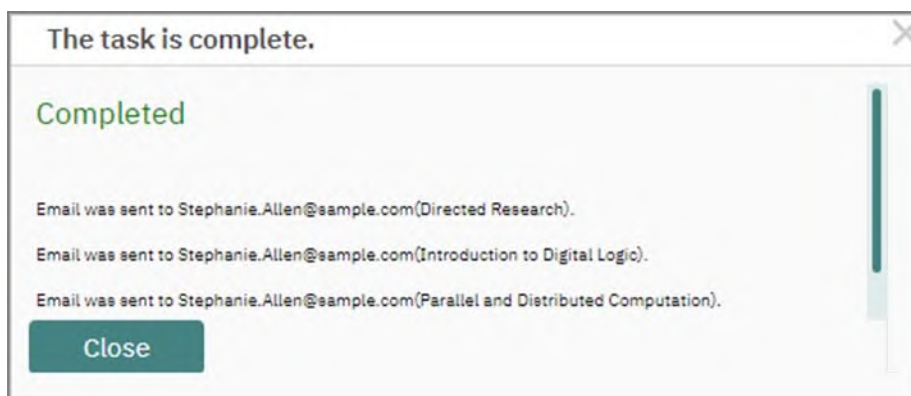 The task is complete.
Completed
Email was sent to Stephanie.Allen@sample.com(Directed Research).
Email was sent to Stephanie.Allen@sample.com(Introduction to Digital Logic).
Email was sent to Stephanie.Allen@sample.com(Parallel and Distributed Computation).
Close